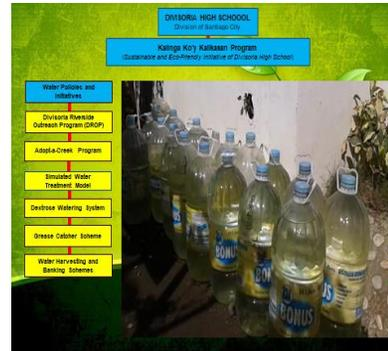 DIVISORIA HIGH SCHOOOL
Division of Santiago City
Kalinga Ko'y Kalikasan Program
(Sustainable and Eco-Friendly Initiative of Divisoria High School)
Water Policies and
Initiatives
Divisoria Riverside
Outreach Program (DROP)
Adopt-a-Creek Program
Simulated Water
Treatment Model
Dextrose Watering System
Grease Catcher Scheme
Water Harvesting and
Banking Schemes
BONUS
BONUS
BONUS